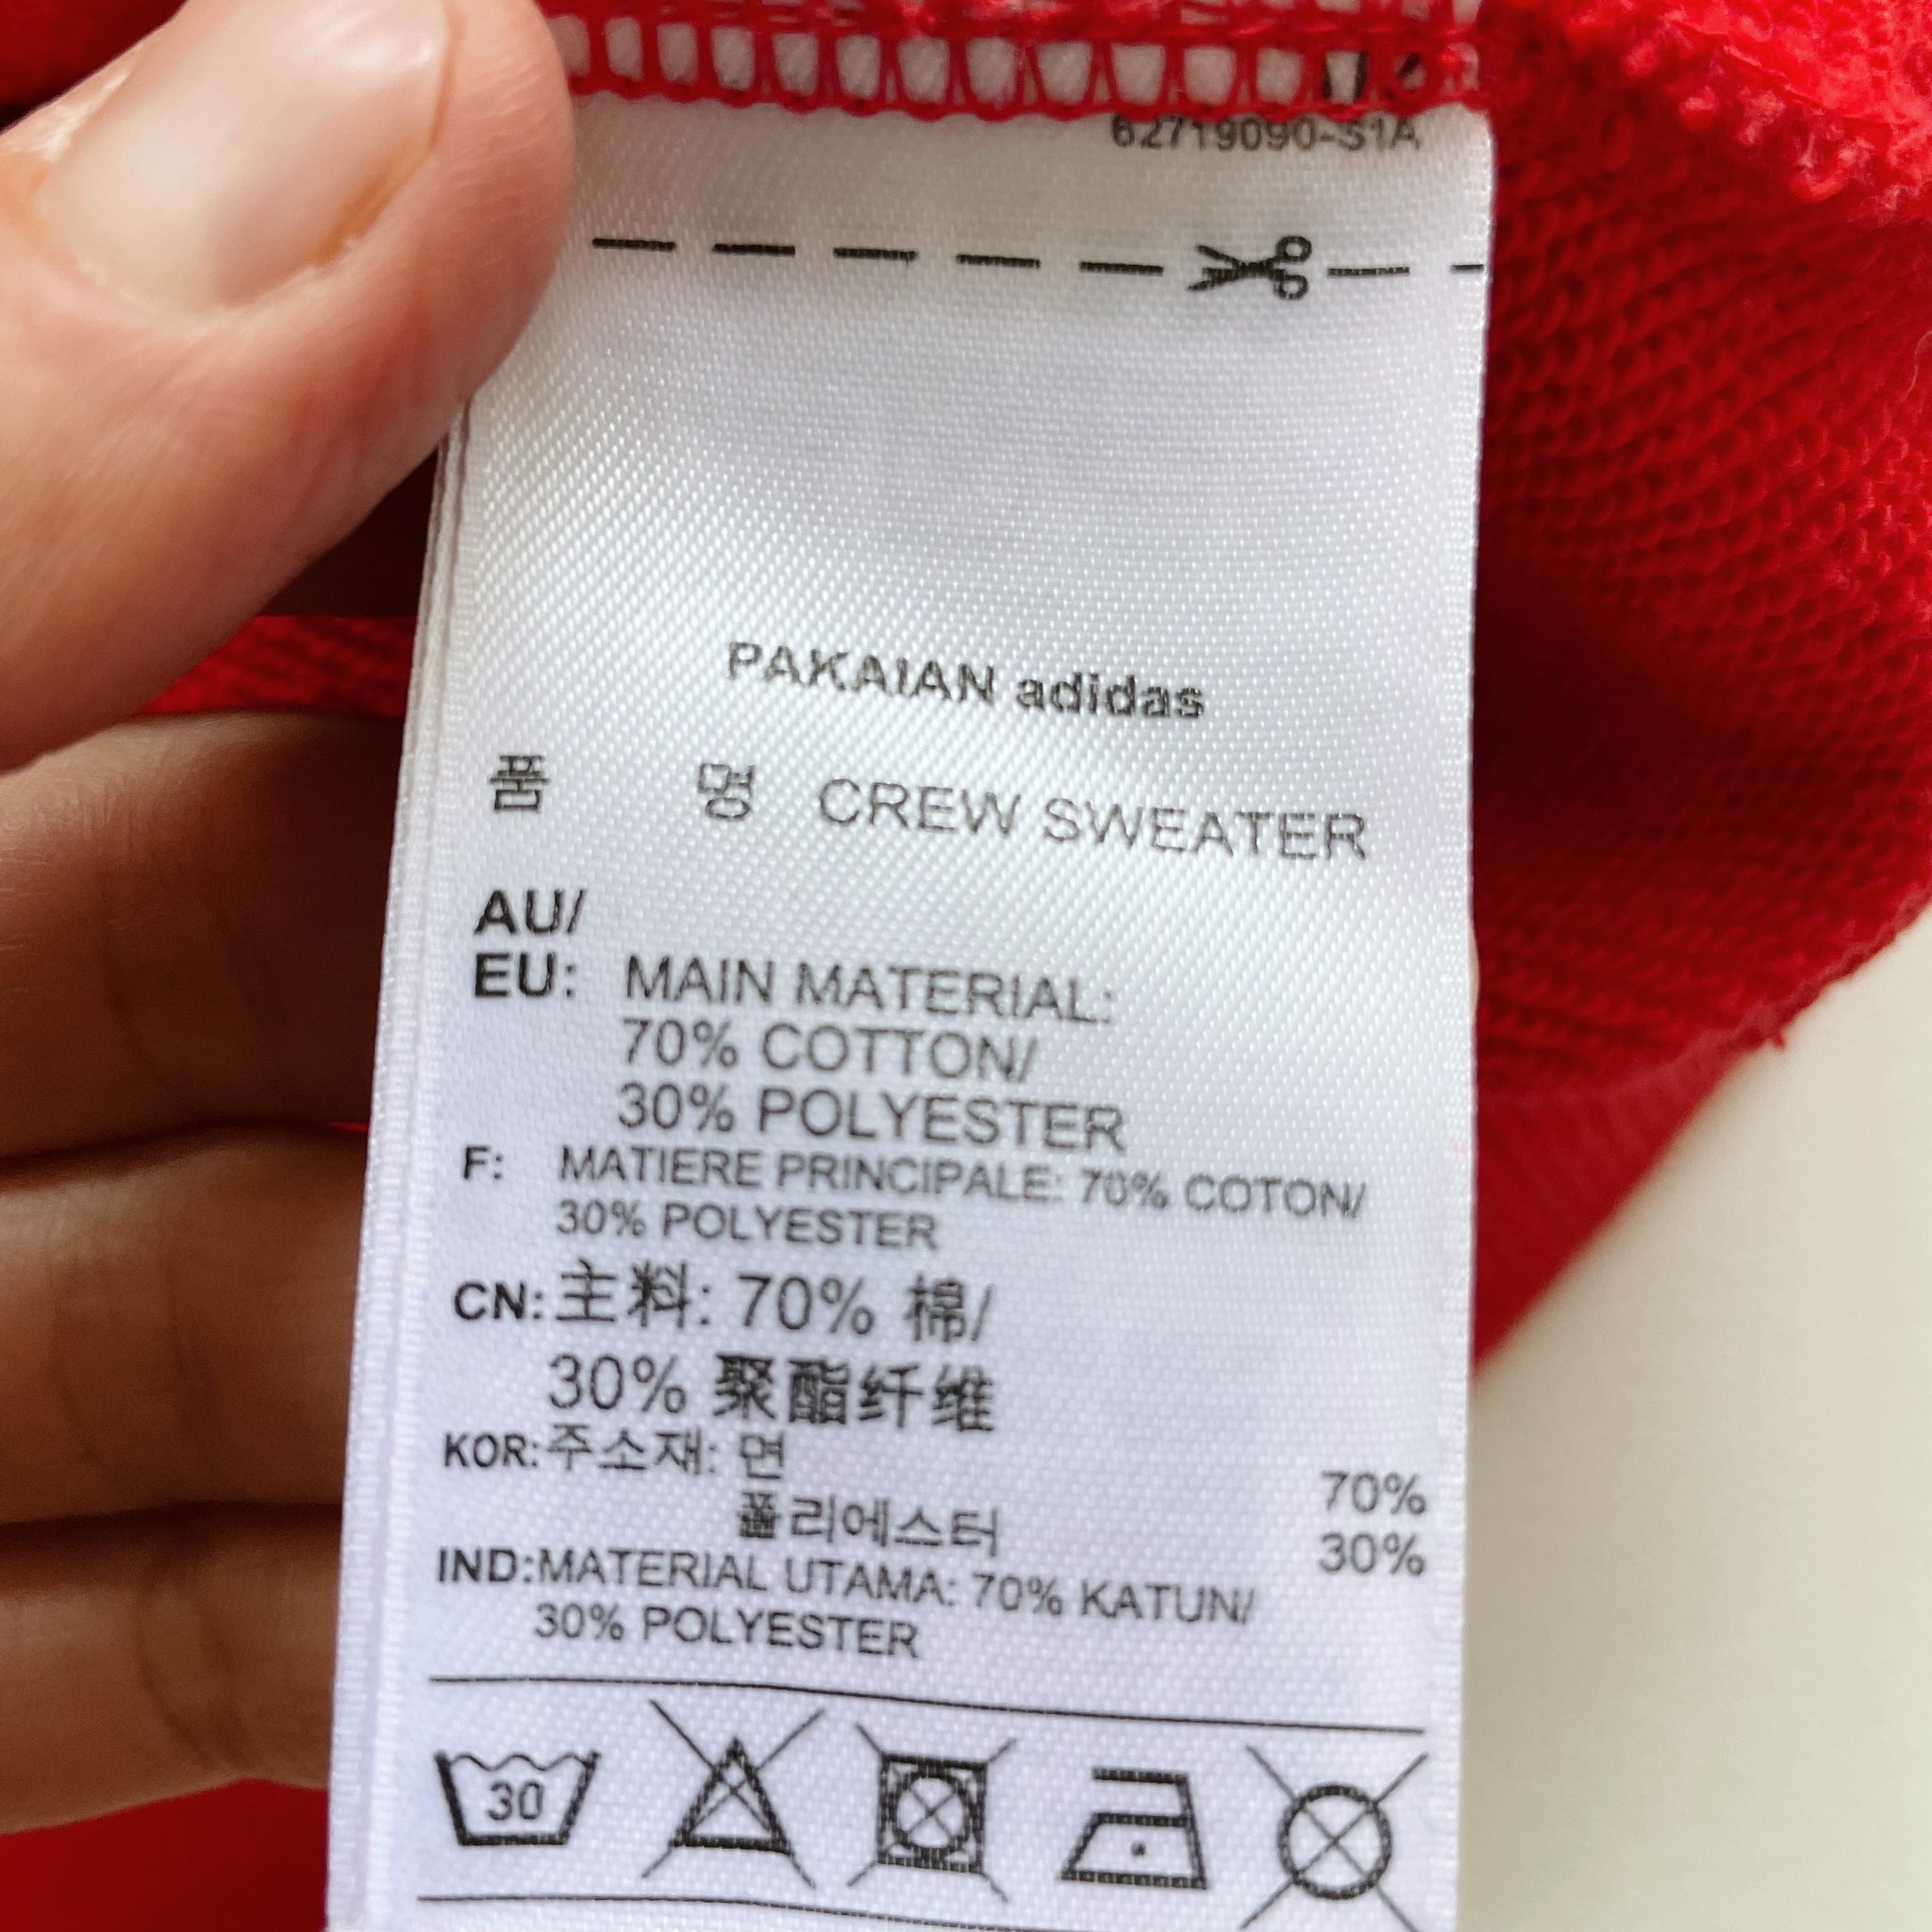 62719090-S1A
PAKAIAN adidas
품 명 CREW SWEATER
AU/
EU: MAIN MATERIAL:
70% COTTON/
30% POLYESTER
F: MATIERE PRINCIPALE: 70% COTON/
30% POLYESTER
CN: 主料: 70% 棉/
30% 聚酯纤维
KOR: 주소재: 면 70%
폴리에스터 30%
IND: MATERIAL UTAMA: 70% KATUN/
30% POLYESTER
30